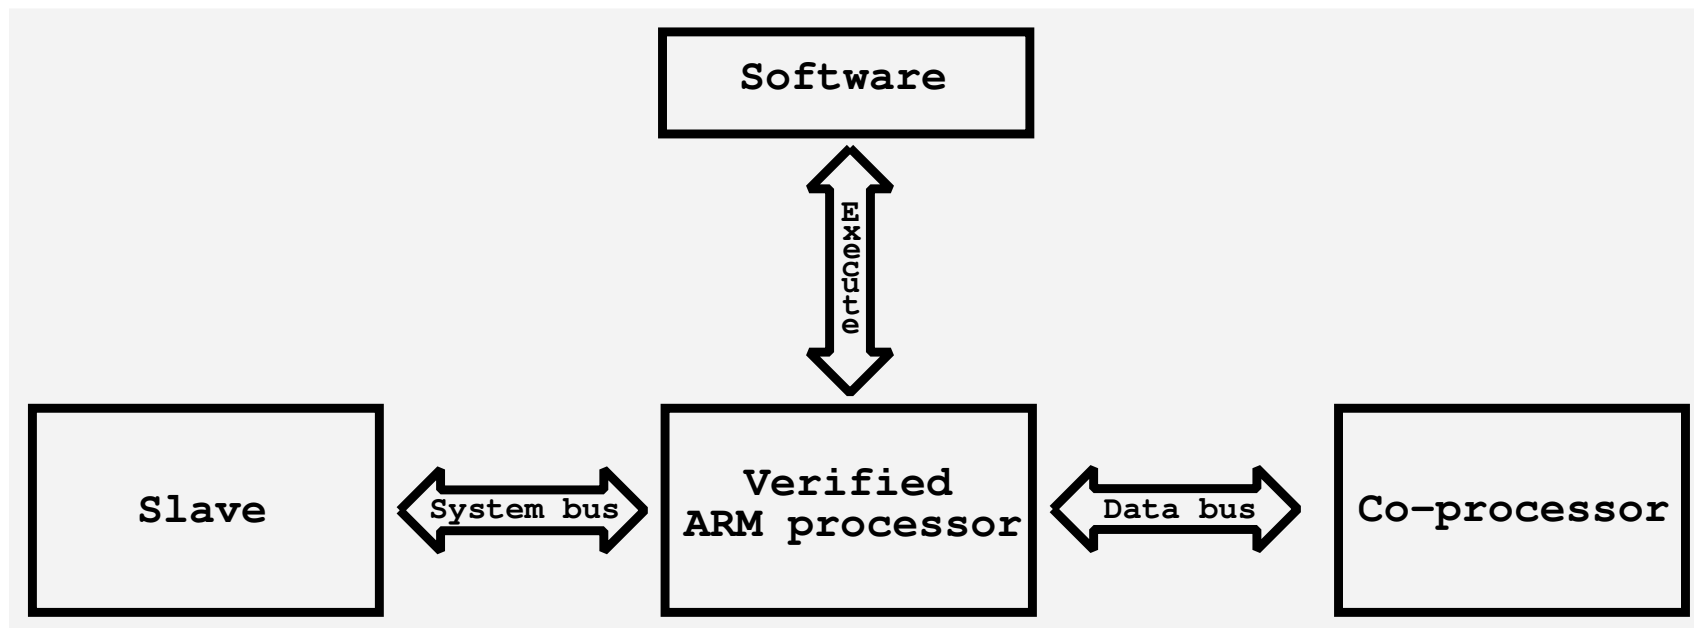 Software
Execute
Slave
System bus
Verified
ARM processor
Data bus
Co-processor